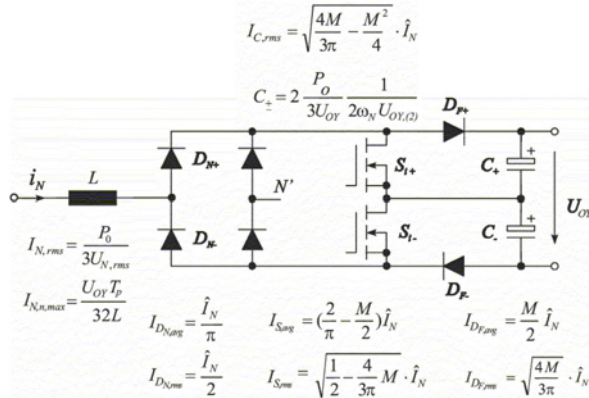 I_{C,rms} = \sqrt{\frac{4M}{3\pi} - \frac{M^2}{4}} \cdot \hat{I}_N
C_± = 2 \frac{P_O}{3U_{OY}} \frac{1}{2ω_N U_{OY,(2)}}
D_{F+}
i_N
L
D_{N+}
N'
S_{i+}
C_+
+
D_{N-}
S_{i-}
C_-
+
U_{OY}
D_{F-}
I_{N,rms} = \frac{P_0}{3U_{N,rms}}
I_{N,n,max} = \frac{U_{OY} T_p}{32L}
I_{D_N,avg} = \frac{\hat{I}_N}{\pi}
I_{S,avg} = (\frac{2}{\pi} - \frac{M}{2})\hat{I}_N
I_{D_F,avg} = \frac{M}{2} \hat{I}_N
I_{D_N,rms} = \frac{\hat{I}_N}{2}
I_{S,rms} = \sqrt{\frac{1}{2} - \frac{4}{3\pi} M} \cdot \hat{I}_N
I_{D_F,rms} = \sqrt{\frac{4M}{3\pi}} \cdot \hat{I}_N